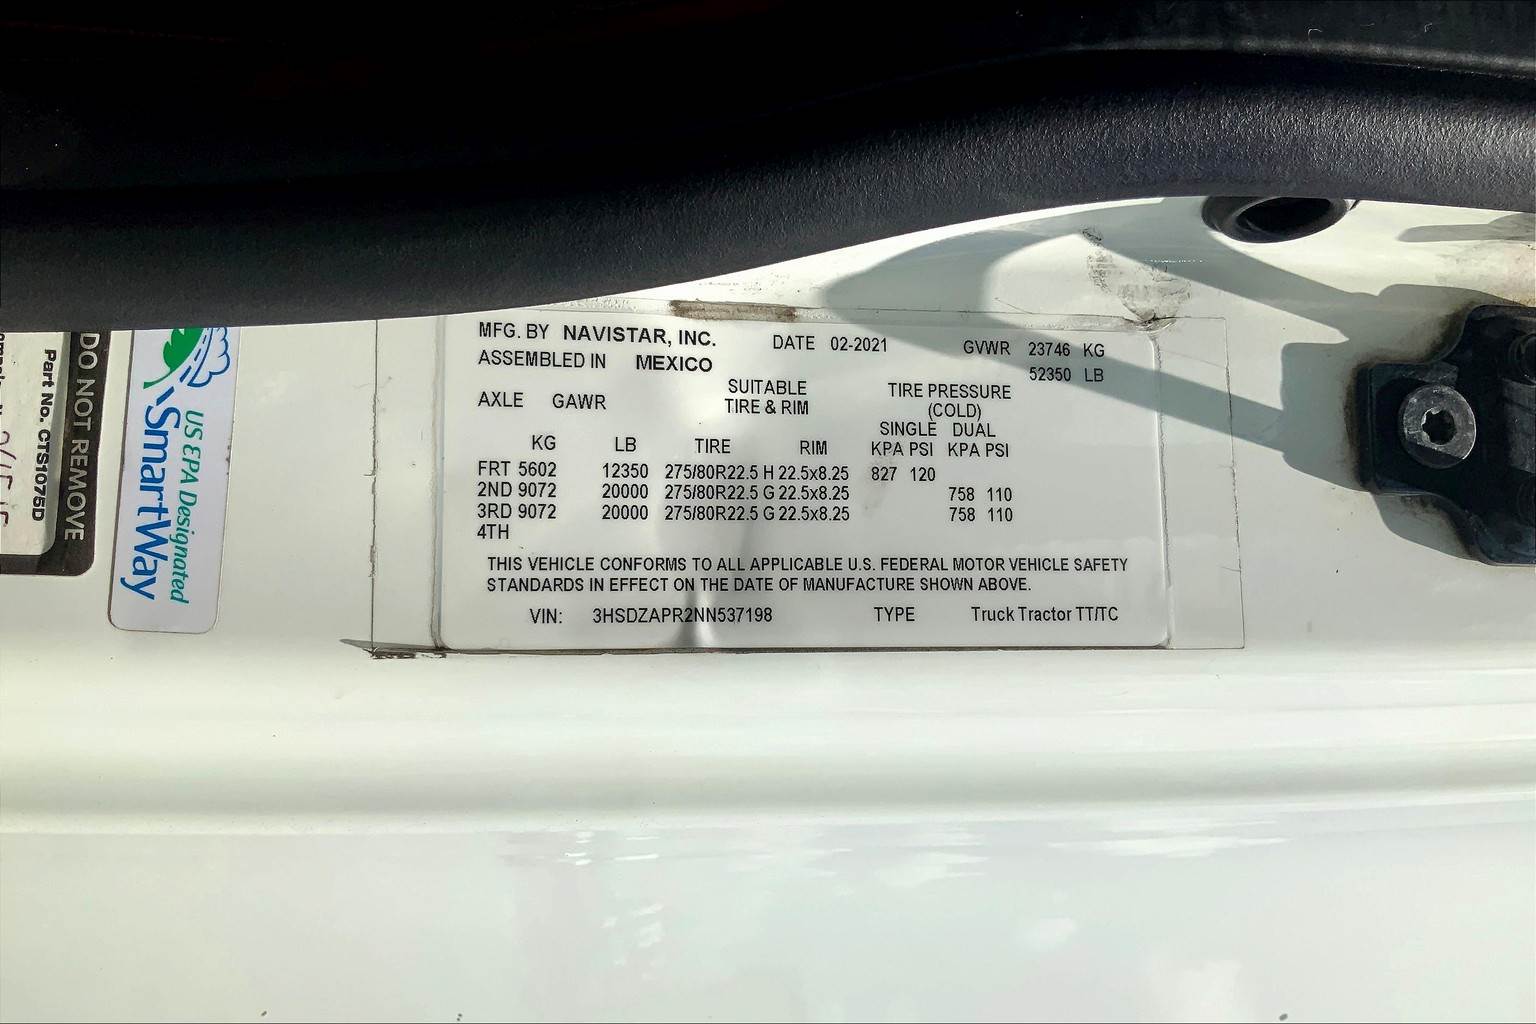 MFG. BY NAVISTAR, INC. DATE 02-2021 GVWR 23746 KG
ASSEMBLED IN MEXICO 52350 LB
AXLE GAWR SUITABLE TIRE PRESSURE
TIRE & RIM (COLD)
SINGLE DUAL
KG LB TIRE RIM KPA PSI KPA PSI
FRT 5602 12350 275/80R22.5 H 22.5x8.25 827 120
2ND 9072 20000 275/80R22.5 G 22.5x8.25 758 110
3RD 9072 20000 275/80R22.5 G 22.5x8.25 758 110
4TH
THIS VEHICLE CONFORMS TO ALL APPLICABLE U.S. FEDERAL MOTOR VEHICLE SAFETY
STANDARDS IN EFFECT ON THE DATE OF MANUFACTURE SHOWN ABOVE.
VIN: 3HSDZAPR2NN537198 TYPE Truck Tractor TT/TC
US EPA Designated
SmartWay
DO NOT REMOVE
Part No. CTS1075D